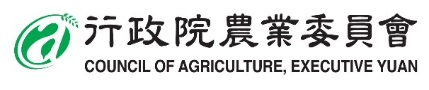 行政院農業委員會
COUNCIL OF AGRICULTURE, EXECUTIVE YUAN